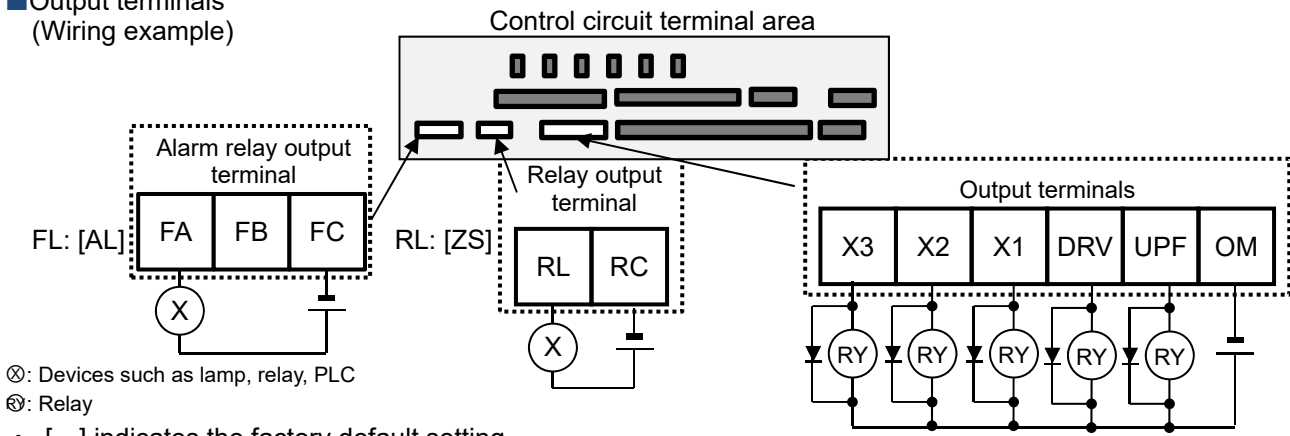 ■Output terminals
(Wiring example)
Control circuit terminal area
Alarm relay output
terminal
FL: [AL]
FA FB FC
X
Relay output
terminal
RL: [ZS]
RL RC
X
Output terminals
X3 X2 X1 DRV UPF OM
RY RY RY RY RY
Ⓧ: Devices such as lamp, relay, PLC
RY: Relay
[ ] indicates the factory default setting